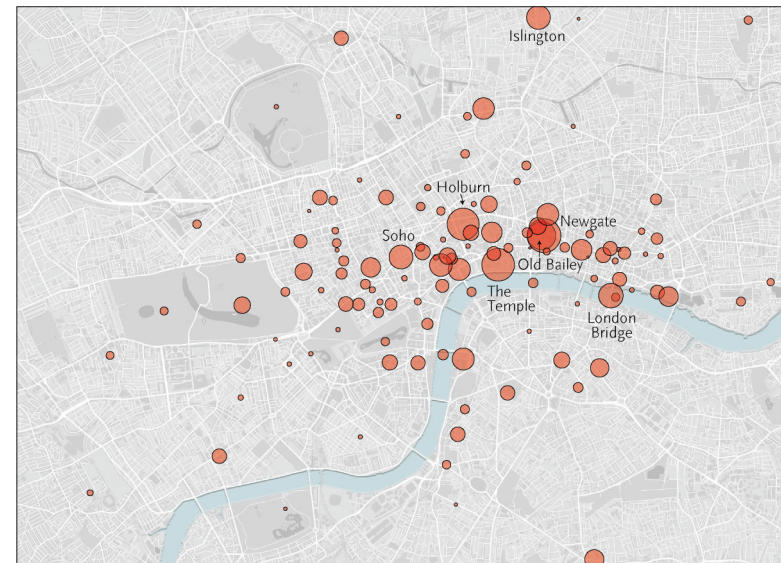 Islington
Holburn
Newgate
Soho
Old Bailey
The
Temple
London
Bridge